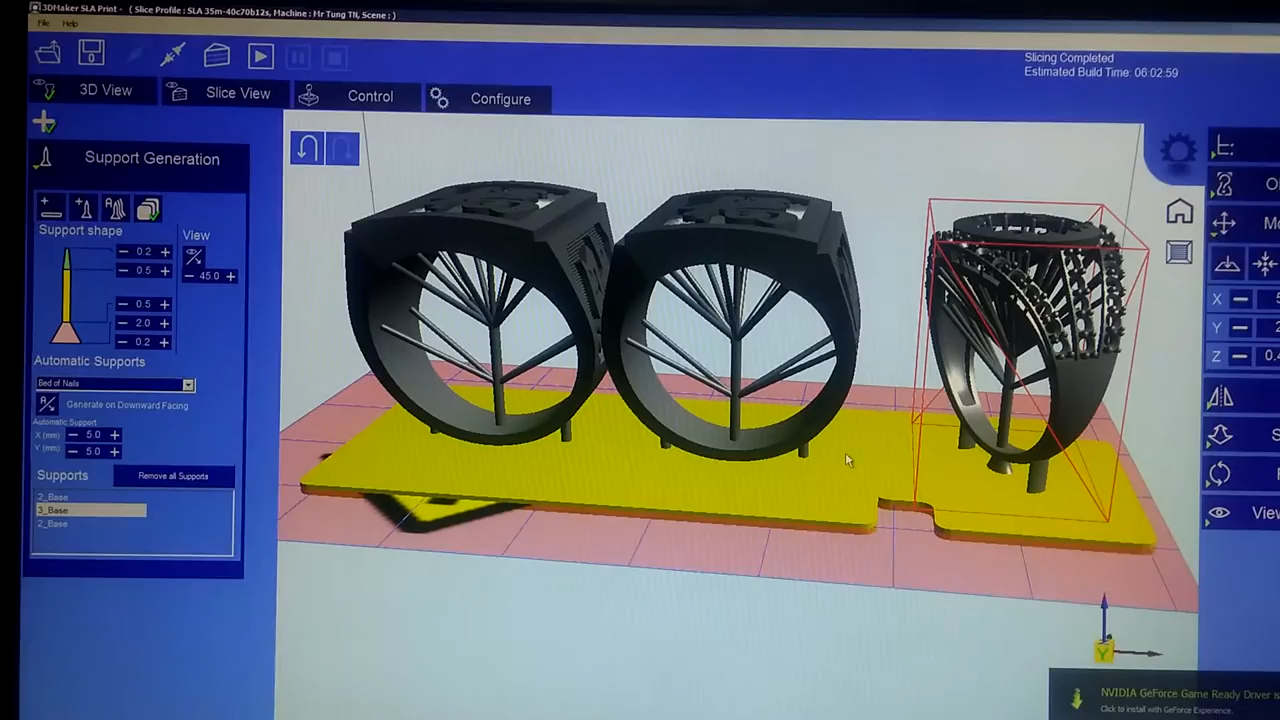 3DMaker SLA Print - ( Slice Profile : SLA 35m-40c70b12s, Machine : Mr Tung TN, Scene : )
File Help
Slicing Completed
Estimated Build Time: 06:02:59
3D View
Slice View
Control
Configure
Support Generation
Support shape
View
0.2
0.5
45.0
0.5
2.0
0.2
Automatic Supports
Bed of Nails
Generate on Downward Facing
Automatic Support
X (mm) 5.0
Y (mm) 5.0
Supports
Remove all Supports
2_Base
3_Base
2_Base
X
Y
Z
View
Y
NVIDIA GeForce Game Ready Driver
Click to install with GeForce Experience.